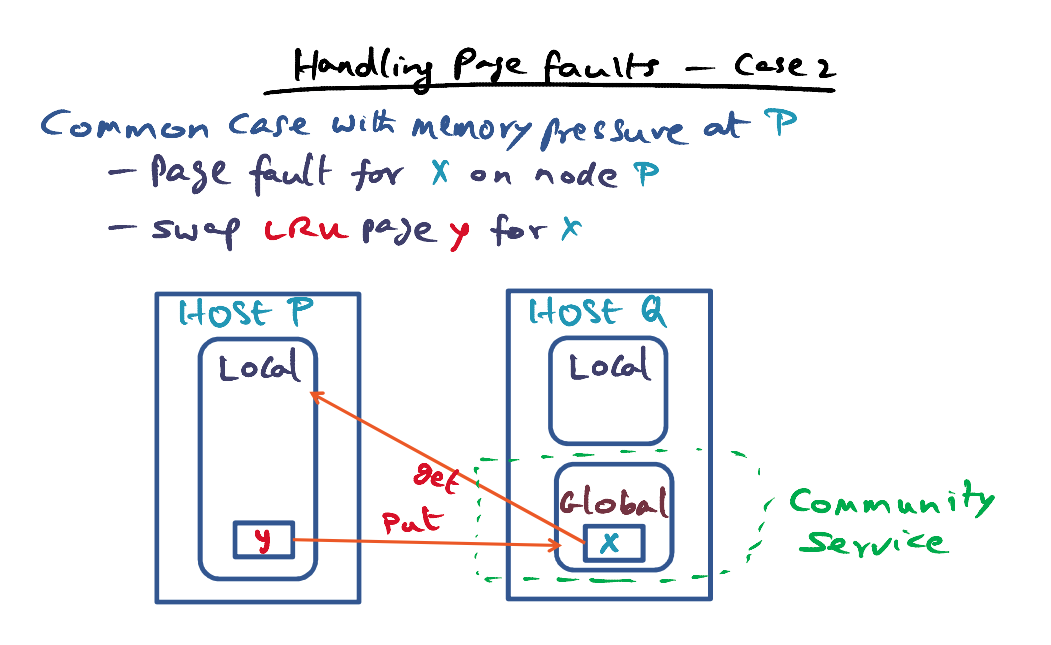 Handling Page faults - Case 2
Common Case with memory pressure at P
- Page fault for X on node P
- swap LRU page y for X
HOST P
HOST Q
Local
Local
get
Global
Community
Put
Service
y
X